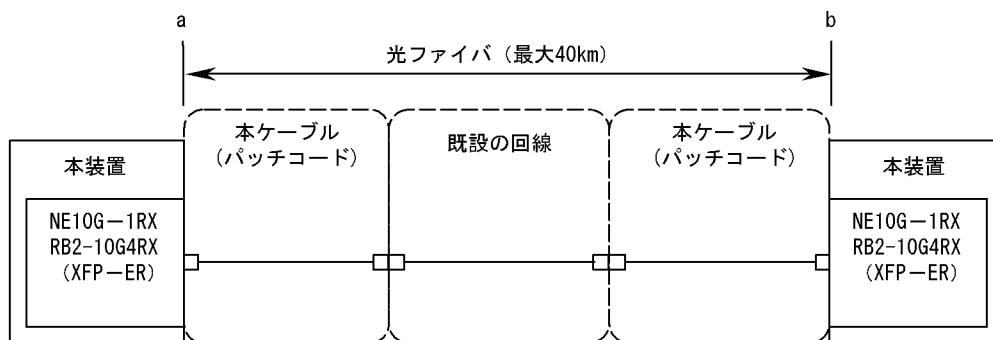 a
b
光ファイバ（最大40km）
本ケーブル
（パッチコード）
既設の回線
本ケーブル
（パッチコード）
本装置
NE10G－1RX
RB2-10G4RX
（XFP－ER）
本装置
NE10G－1RX
RB2-10G4RX
（XFP－ER）